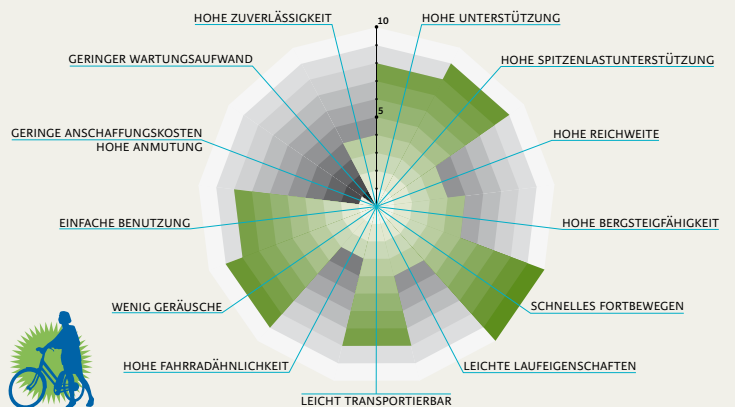 HOHE ZUVERLÄSSIGKEIT
10
HOHE UNTERSTÜTZUNG
GERINGER WARTUNGSAUFWAND
HOHE SPITZENLASTUNTERSTÜTZUNG
5
GERINGE ANSCHAFFUNGSKOSTEN
HOHE ANMUTUNG
HOHE REICHWEITE
EINFACHE BENUTZUNG
HOHE BERGSTEIGFÄHIGKEIT
WENIG GERÄUSCHE
SCHNELLES FORTBEWEGEN
HOHE FAHRRADÄHNLICHKEIT
LEICHTE LAUFEIGENSCHAFTEN
LEICHT TRANSPORTIERBAR